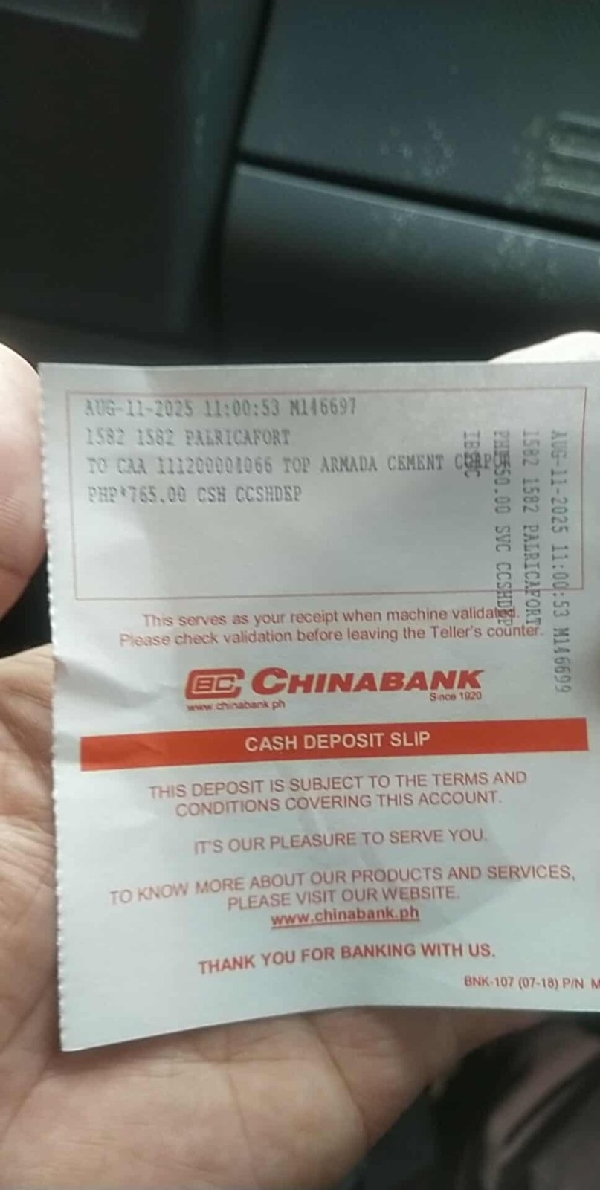 AUG-11-2025 11:00:53 M146697
1582 1582 PALRICAFORT
TO CAA 111200001066 TOP ARMADA CEMENT
PHP*765.00 CSH CCSHDEP
AUG-11-2025 11:00:53 M146699
1582 1582 PALRICAFORT
SVC CCSHDEP
This serves as your receipt when machine validated.
Please check validation before leaving the Teller's counter.
CBC CHINABANK
www.chinabank.ph
Since 1920
CASH DEPOSIT SLIP
THIS DEPOSIT IS SUBJECT TO THE TERMS AND
CONDITIONS COVERING THIS ACCOUNT.
IT'S OUR PLEASURE TO SERVE YOU.
TO KNOW MORE ABOUT OUR PRODUCTS AND SERVICES,
PLEASE VISIT OUR WEBSITE.
www.chinabank.ph
THANK YOU FOR BANKING WITH US.
BNK-107 (07-18) P/N M